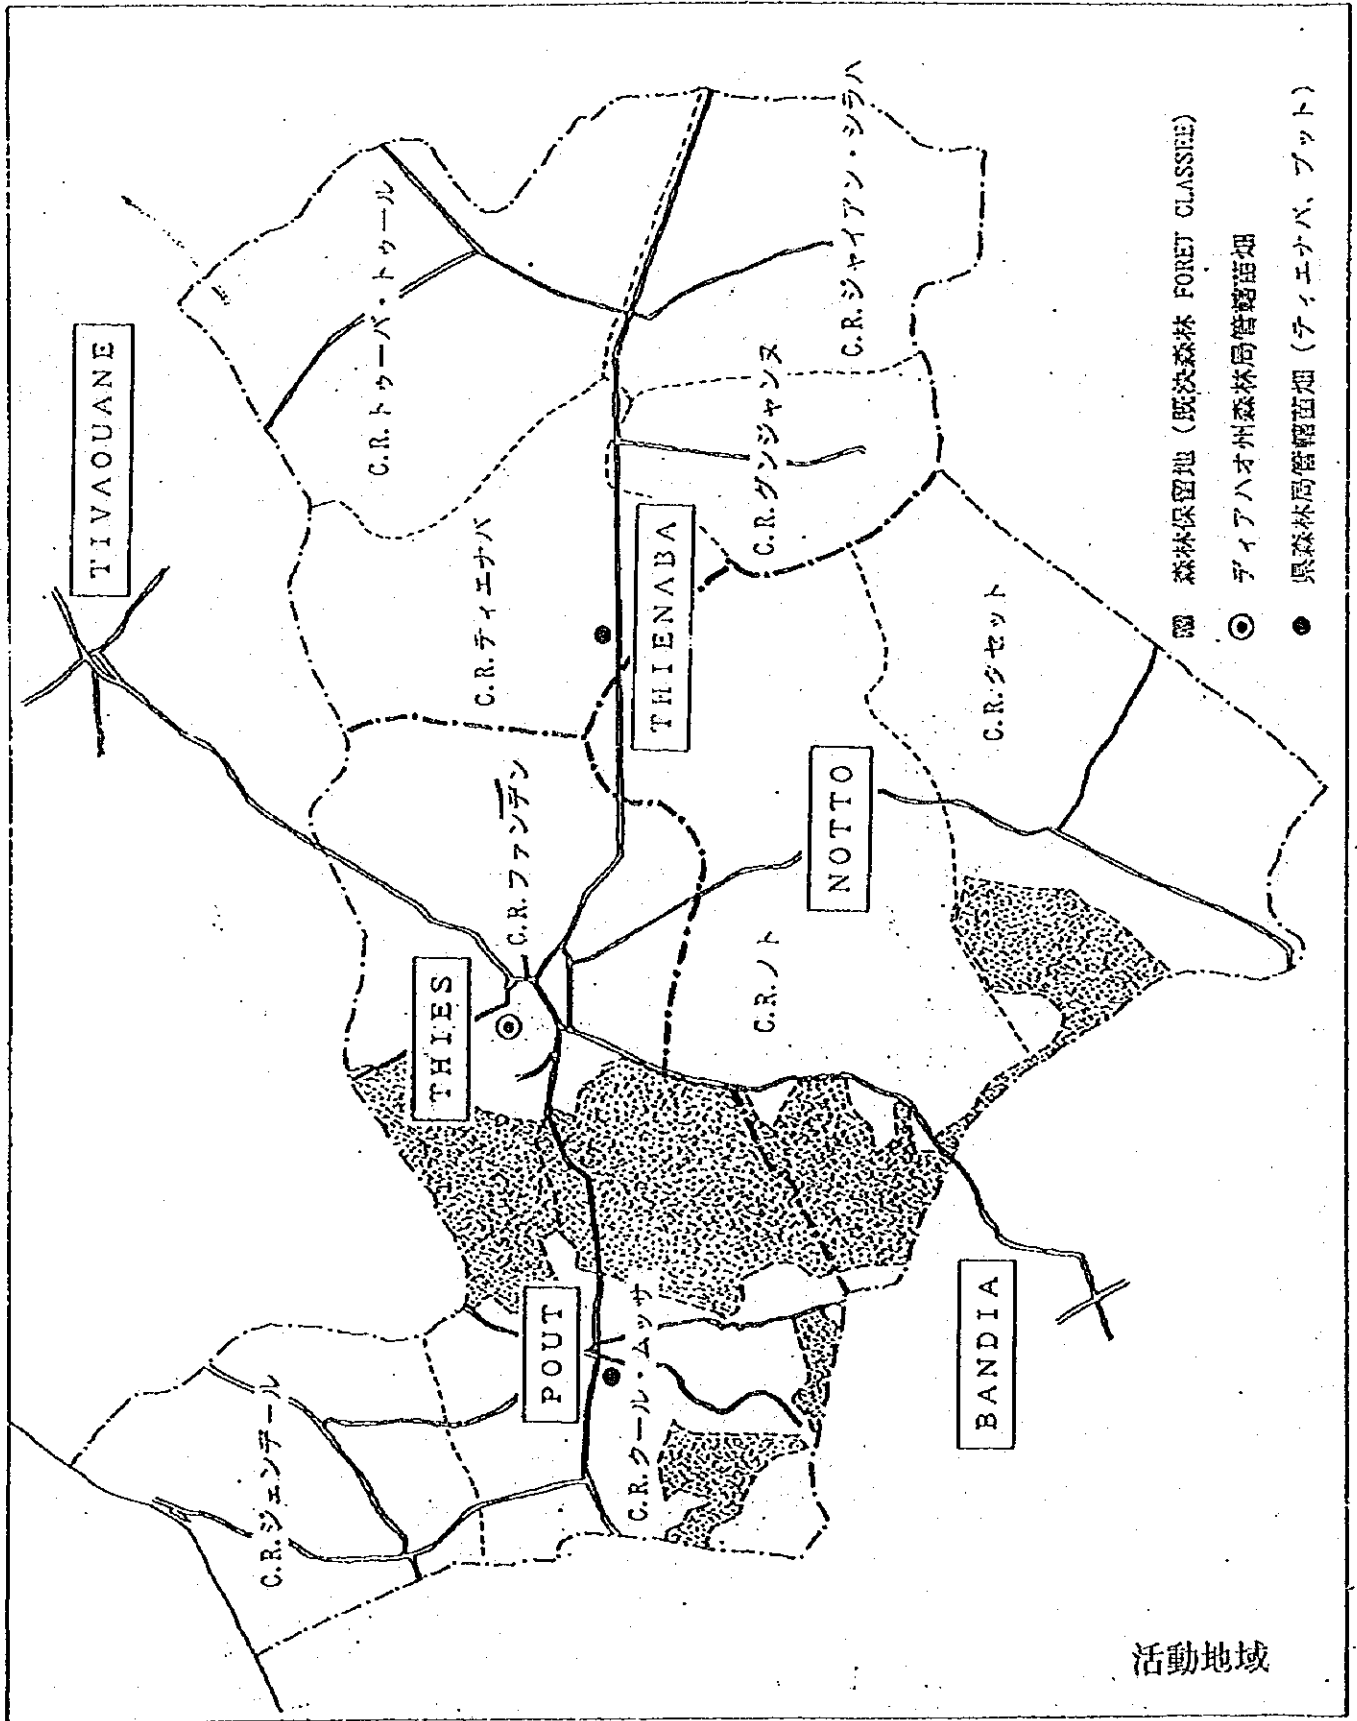 TIVAOUANE
C.R.トゥーバ・トゥール
C.R.ジャイアン・シラハ
C.R.グンジャンヌ
C.R.ティエナバ
THIENABA
C.R.クセット
C.R.ファンデン
NOTTO
THIES
C.R.ノト
POUT
C.R.クール・ムッサ
BANDIA
C.R.ジェンデール
森林保留地(既決森林 FORET CLASSEE)
ティアハオ州森林局管轄苗畑
県森林局管轄苗畑(ティエナバ、プット)
活動地域